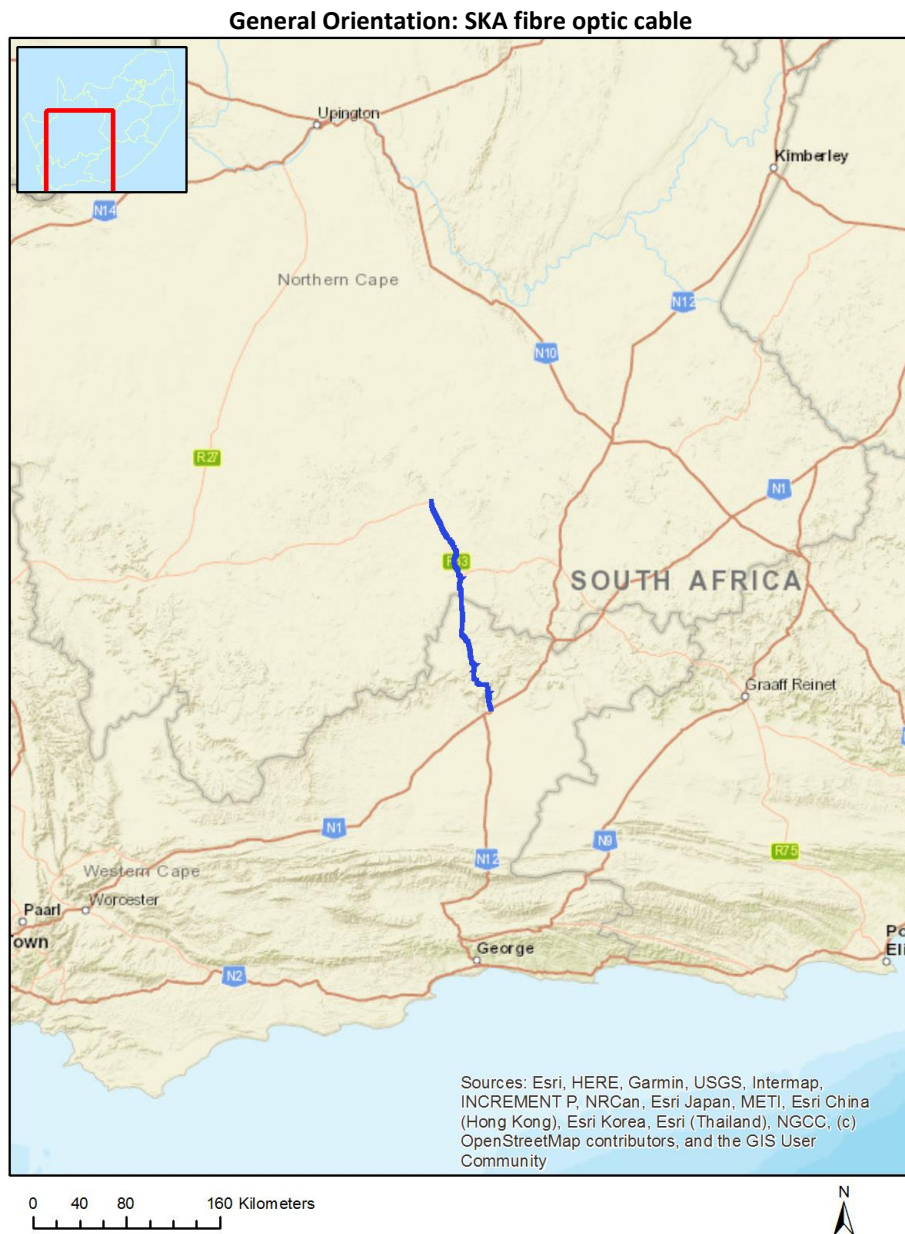 General Orientation: SKA fibre optic cable
Upington
Kimberley
N14
Northern Cape
N12
N10
R27
N1
SOUTH AFRICA
Graaff Reinet
N1
N9
R75
N12
Western Cape
Worcester
Paarl
own
George
Po
Eli
N2
Sources: Esri, HERE, Garmin, USGS, Intermap,
INCREMENT P, NRCan, Esri Japan, METI, Esri China
(Hong Kong), Esri Korea, Esri (Thailand), NGCC, (c)
OpenStreetMap contributors, and the GIS User
Community
0 40 80 160 Kilometers
N